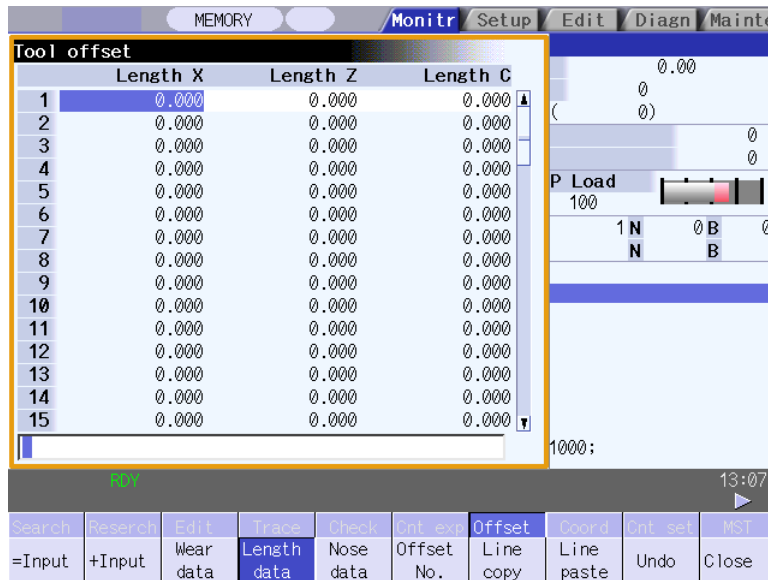 MEMORY Monitr Setup Edit Diagn Mainte
Tool offset
Length X Length Z Length C
1 0.000 0.000 0.000
2 0.000 0.000 0.000
3 0.000 0.000 0.000
4 0.000 0.000 0.000
5 0.000 0.000 0.000
6 0.000 0.000 0.000
7 0.000 0.000 0.000
8 0.000 0.000 0.000
9 0.000 0.000 0.000
10 0.000 0.000 0.000
11 0.000 0.000 0.000
12 0.000 0.000 0.000
13 0.000 0.000 0.000
14 0.000 0.000 0.000
15 0.000 0.000 0.000
0.00
0
( 0)
0
0
P Load
100
1 N 0 B 0
N B
1000;
RDY 13:07
Search Reserch Edit Trace Check Cnt exp Offset Coord Cnt set MST
=Input +Input Wear data Length data Nose data Offset No. Line copy Line paste Undo Close